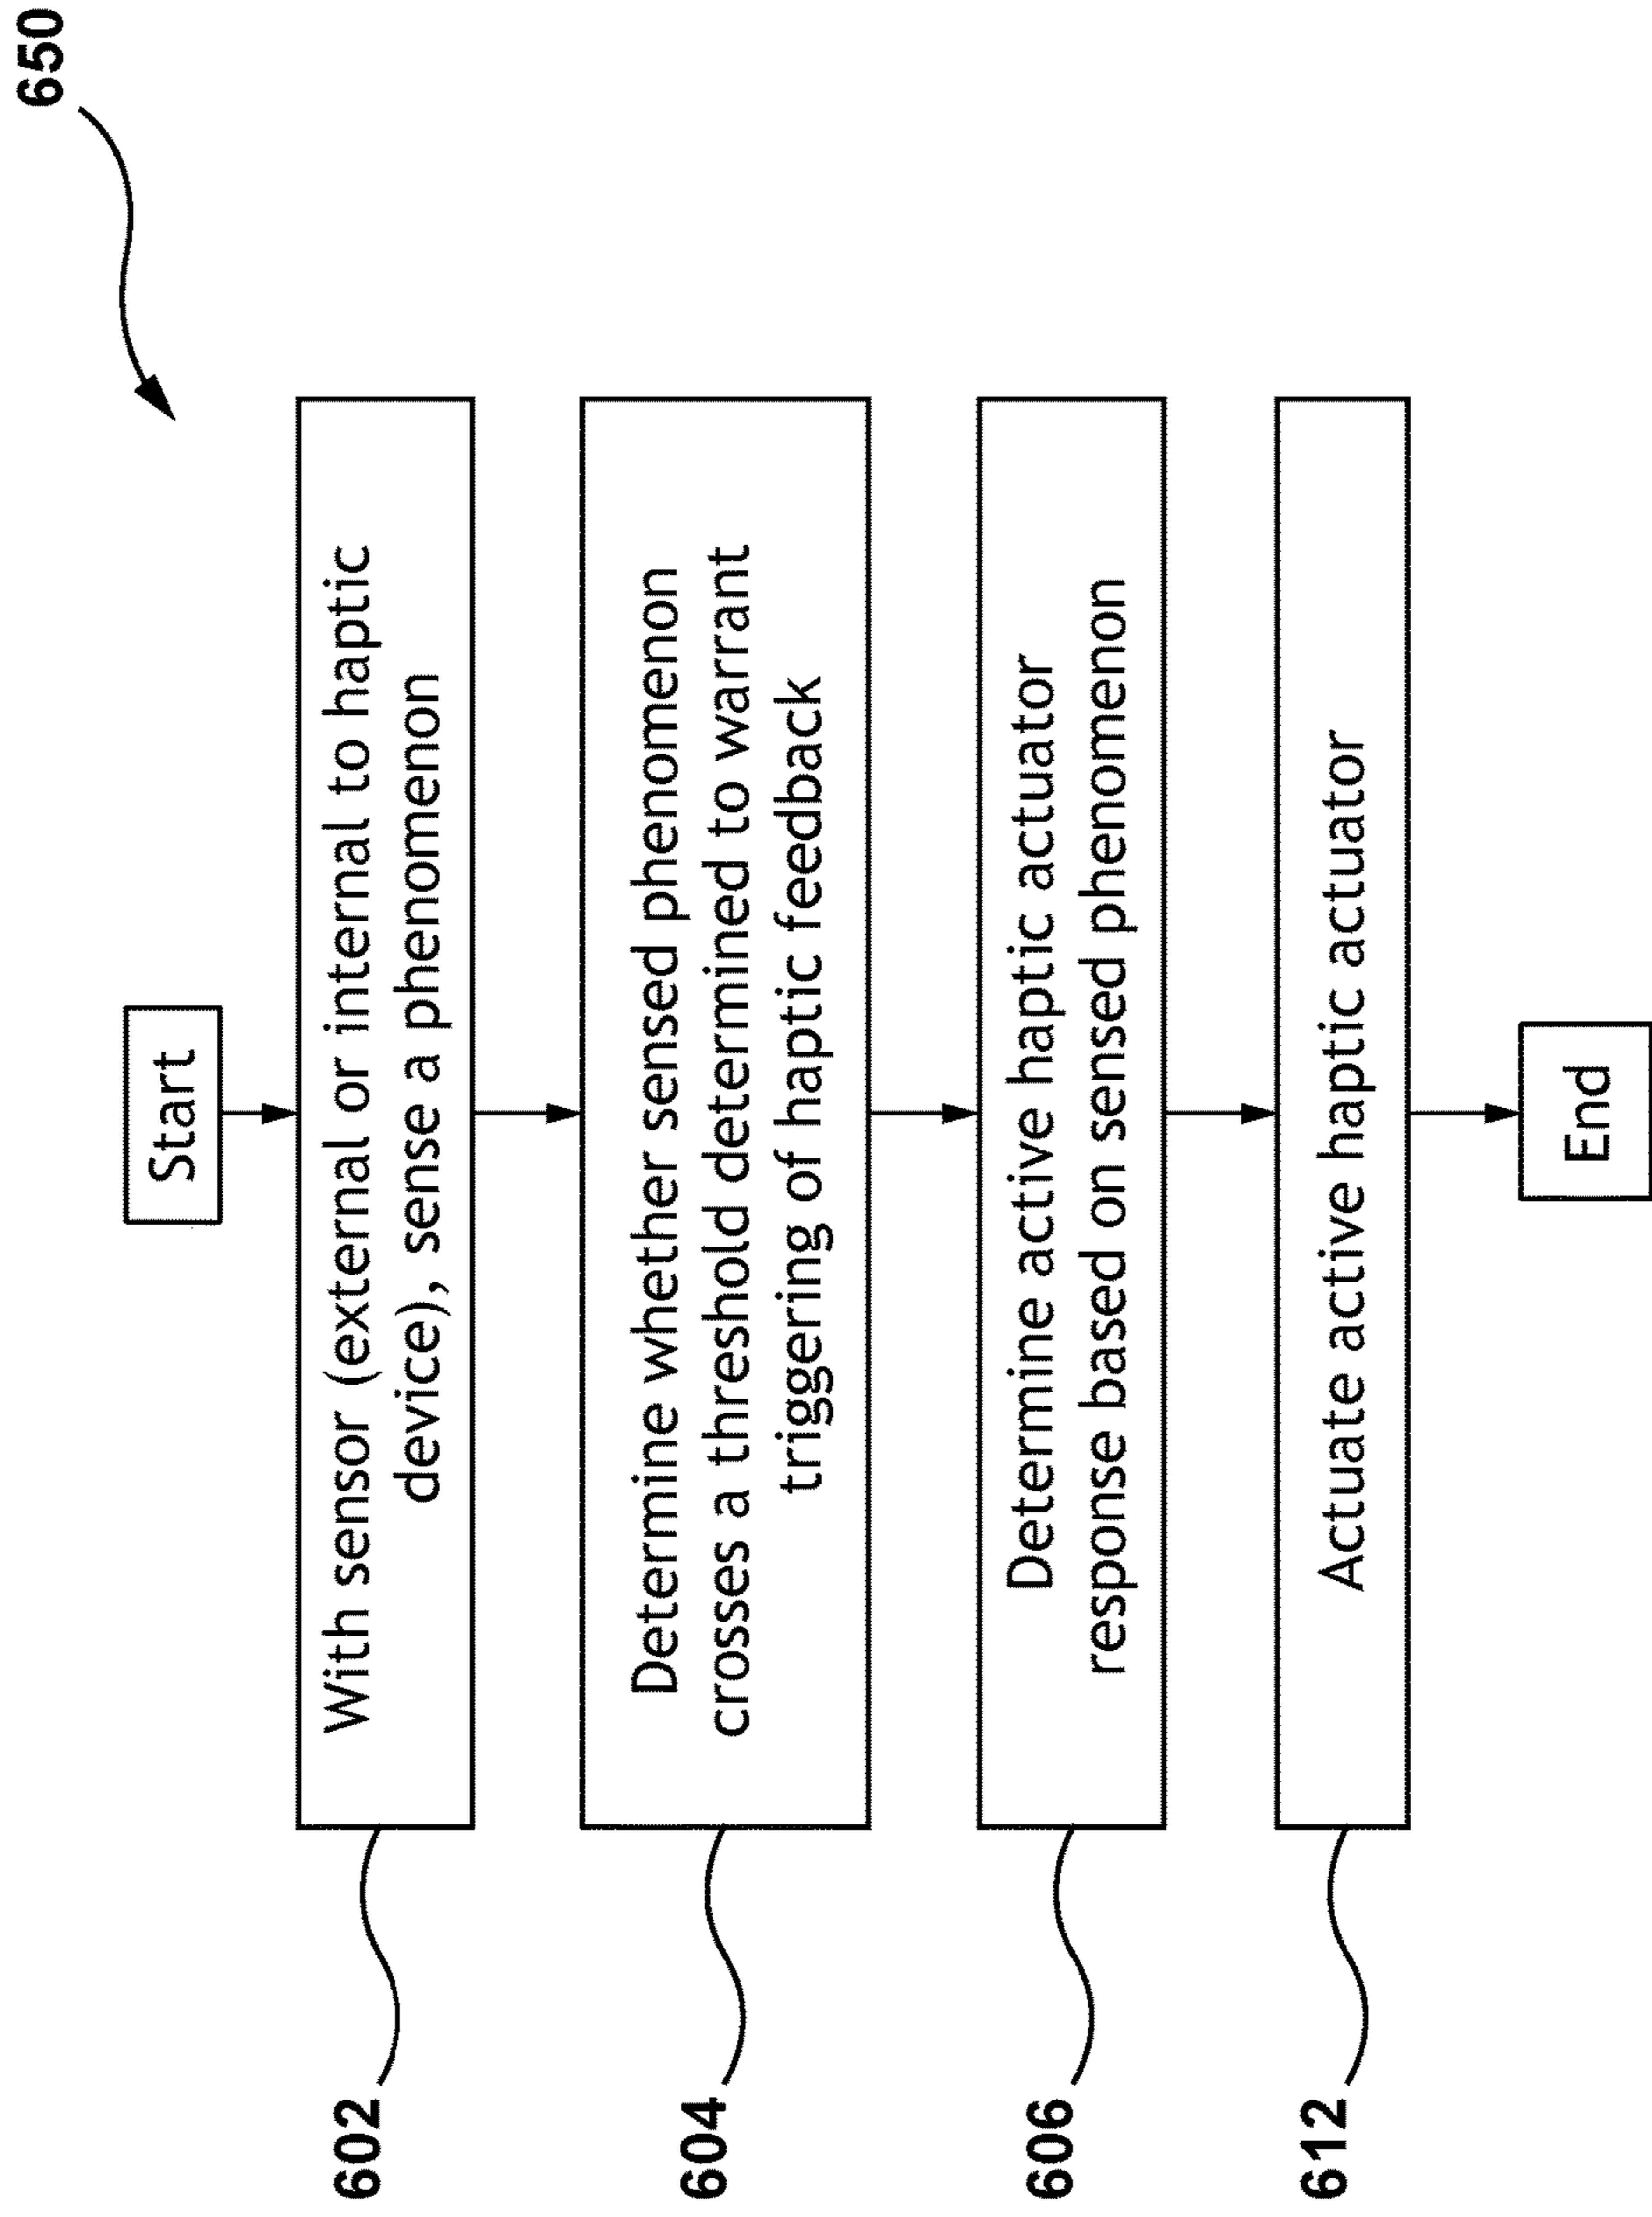 650
Start
602
With sensor (external or internal to haptic
device), sense a phenomenon
604
Determine whether sensed phenomenon
crosses a threshold determined to warrant
triggering of haptic feedback
606
Determine active haptic actuator
response based on sensed phenomenon
612
Actuate active haptic actuator
End